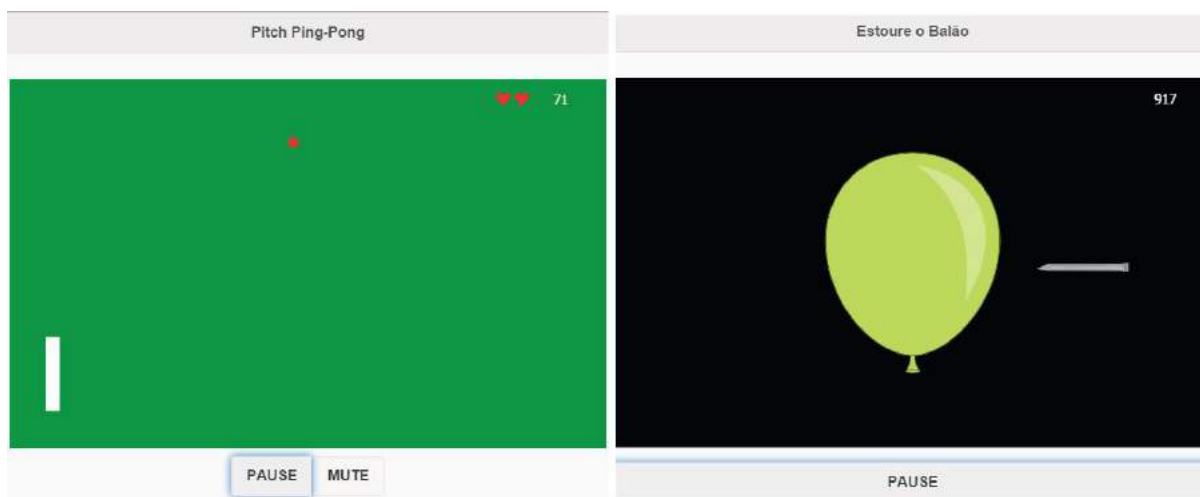 Pitch Ping-Pong
71
PAUSE MUTE
Estoure o Balão
917
PAUSE